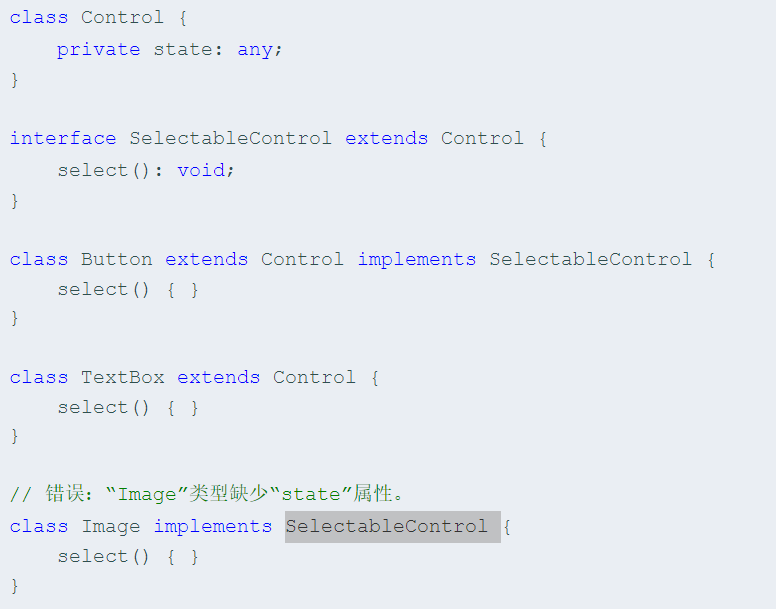 class Control {
    private state: any;
}

interface SelectableControl extends Control {
    select(): void;
}

class Button extends Control implements SelectableControl {
    select() { }
}

class TextBox extends Control {
    select() { }
}

// 错误：“Image”类型缺少“state”属性。
class Image implements SelectableControl {
    select() { }
}